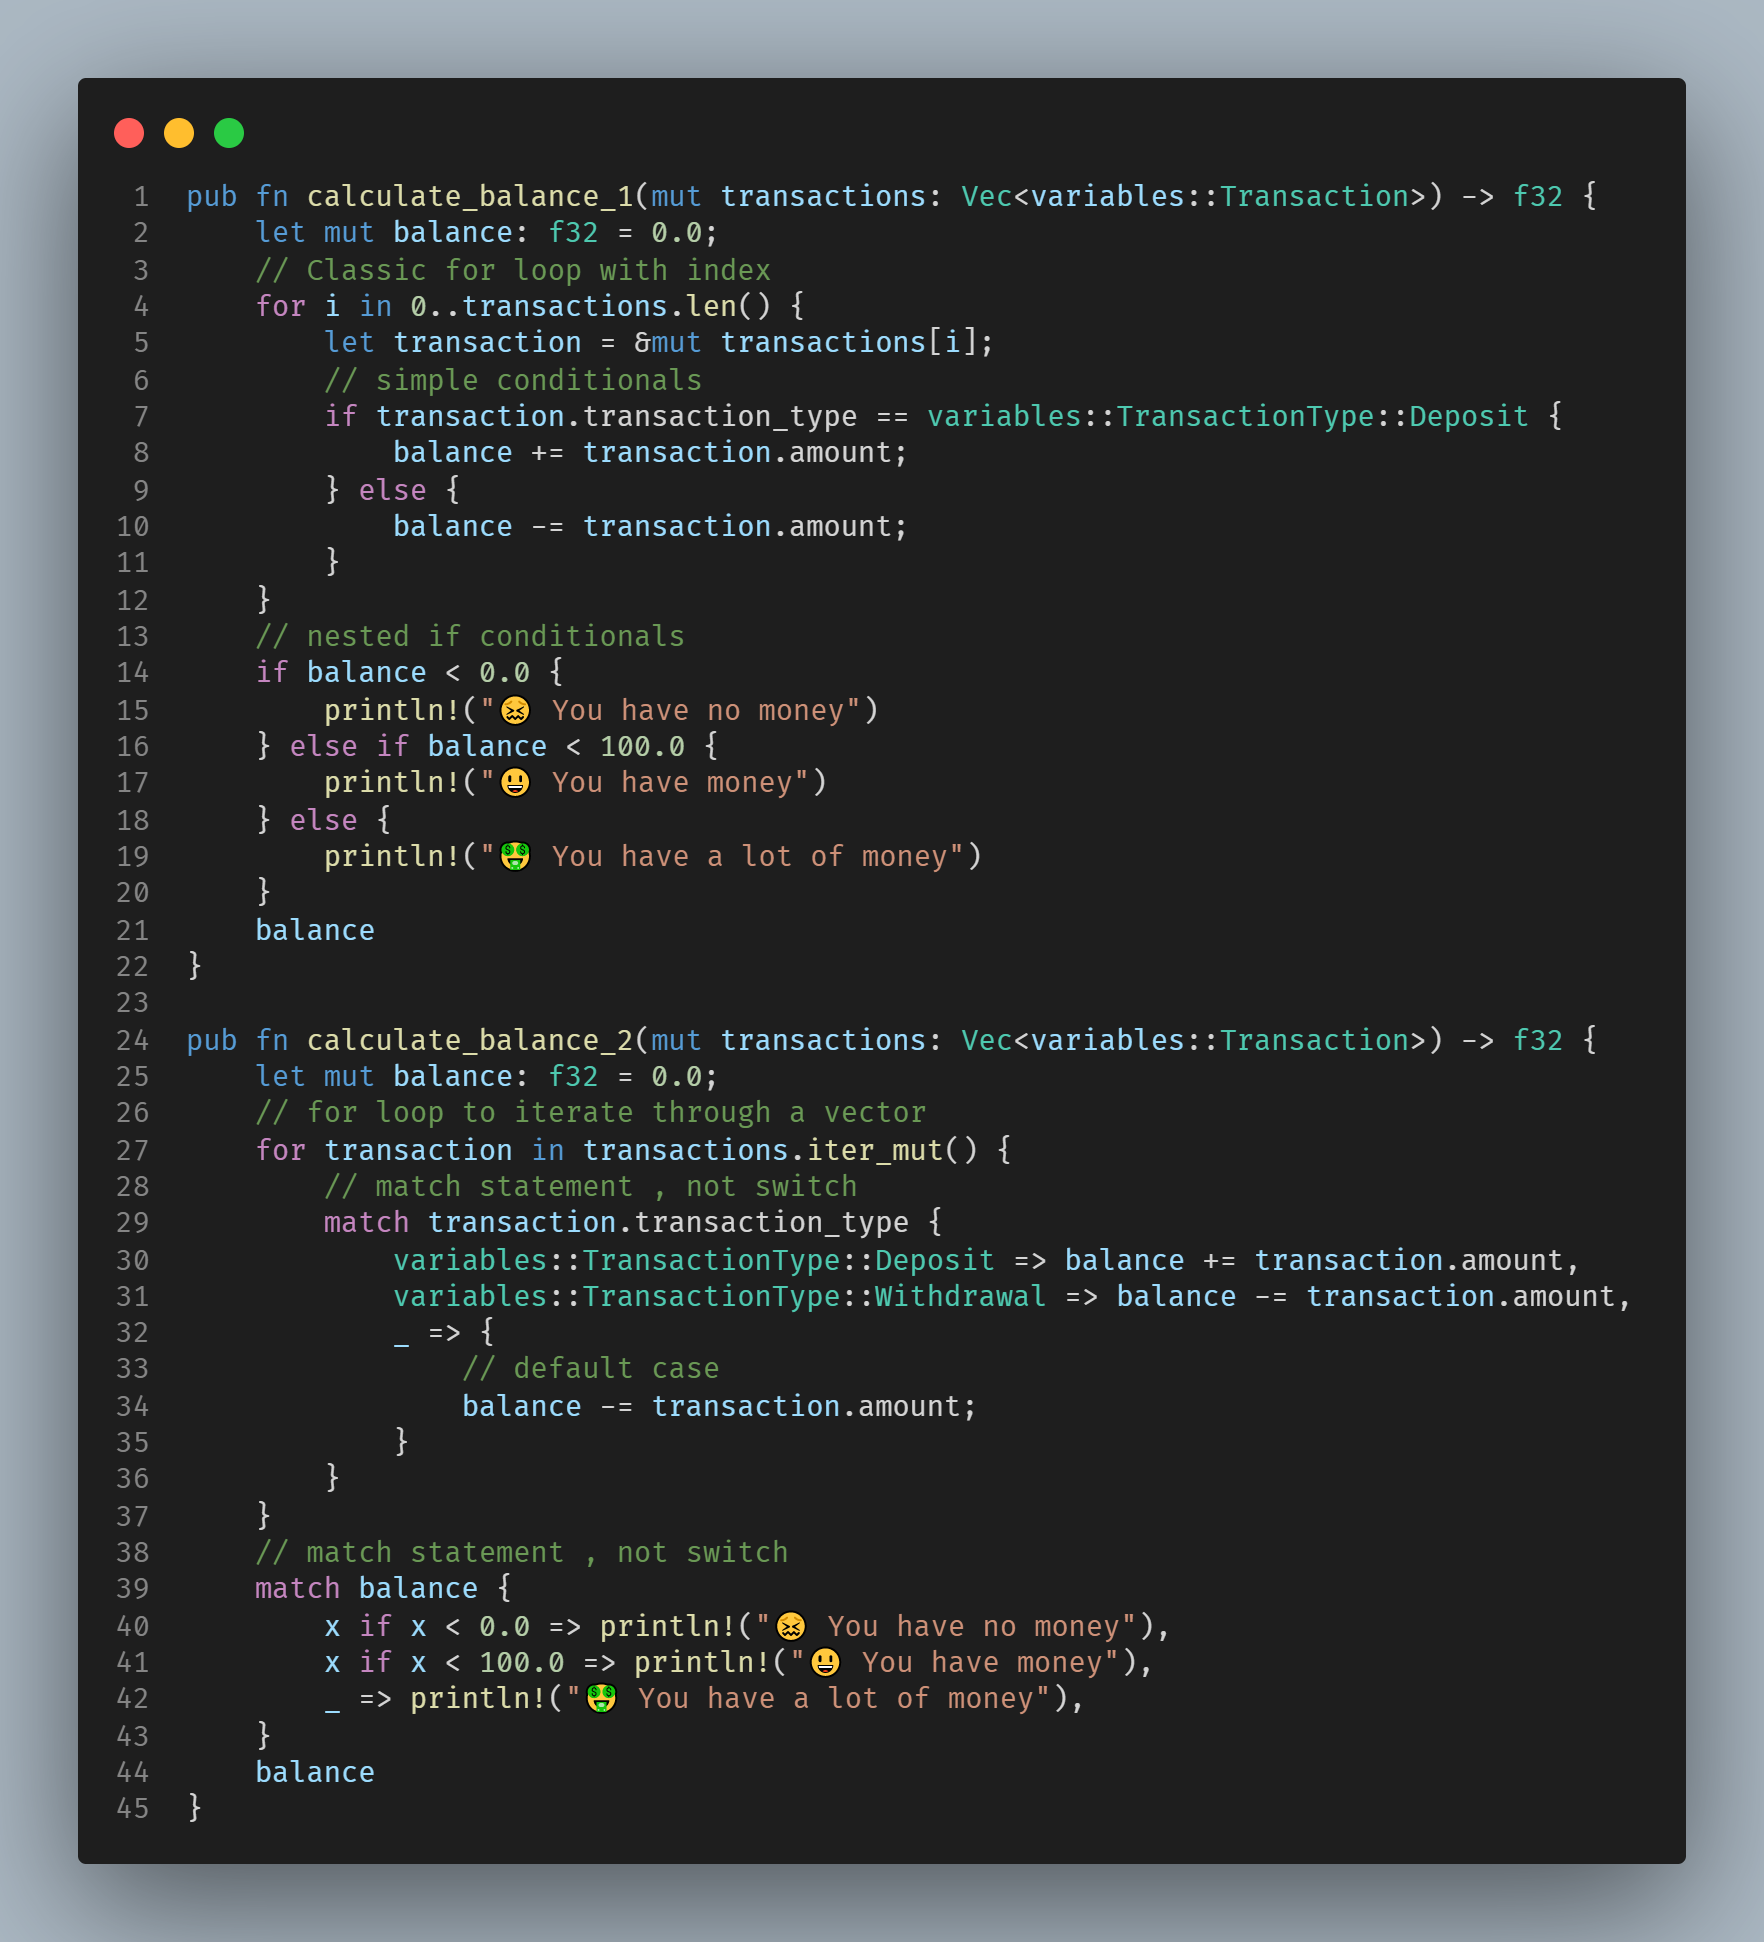 1 pub fn calculate_balance_1(mut transactions: Vec<variables::Transaction>) -> f32 {
2     let mut balance: f32 = 0.0;
3     // Classic for loop with index
4     for i in 0..transactions.len() {
5         let transaction = &mut transactions[i];
6         // simple conditionals
7         if transaction.transaction_type == variables::TransactionType::Deposit {
8             balance += transaction.amount;
9         } else {
10             balance -= transaction.amount;
11         }
12     }
13     // nested if conditionals
14     if balance < 0.0 {
15         println!("😖 You have no money")
16     } else if balance < 100.0 {
17         println!("😃 You have money")
18     } else {
19         println!("🤑 You have a lot of money")
20     }
21     balance
22 }
23
24 pub fn calculate_balance_2(mut transactions: Vec<variables::Transaction>) -> f32 {
25     let mut balance: f32 = 0.0;
26     // for loop to iterate through a vector
27     for transaction in transactions.iter_mut() {
28         // match statement , not switch
29         match transaction.transaction_type {
30             variables::TransactionType::Deposit => balance += transaction.amount,
31             variables::TransactionType::Withdrawal => balance -= transaction.amount,
32             _ => {
33                 // default case
34                 balance -= transaction.amount;
35             }
36         }
37     }
38     // match statement , not switch
39     match balance {
40         x if x < 0.0 => println!("😖 You have no money"),
41         x if x < 100.0 => println!("😃 You have money"),
42         _ => println!("🤑 You have a lot of money"),
43     }
44     balance
45 }